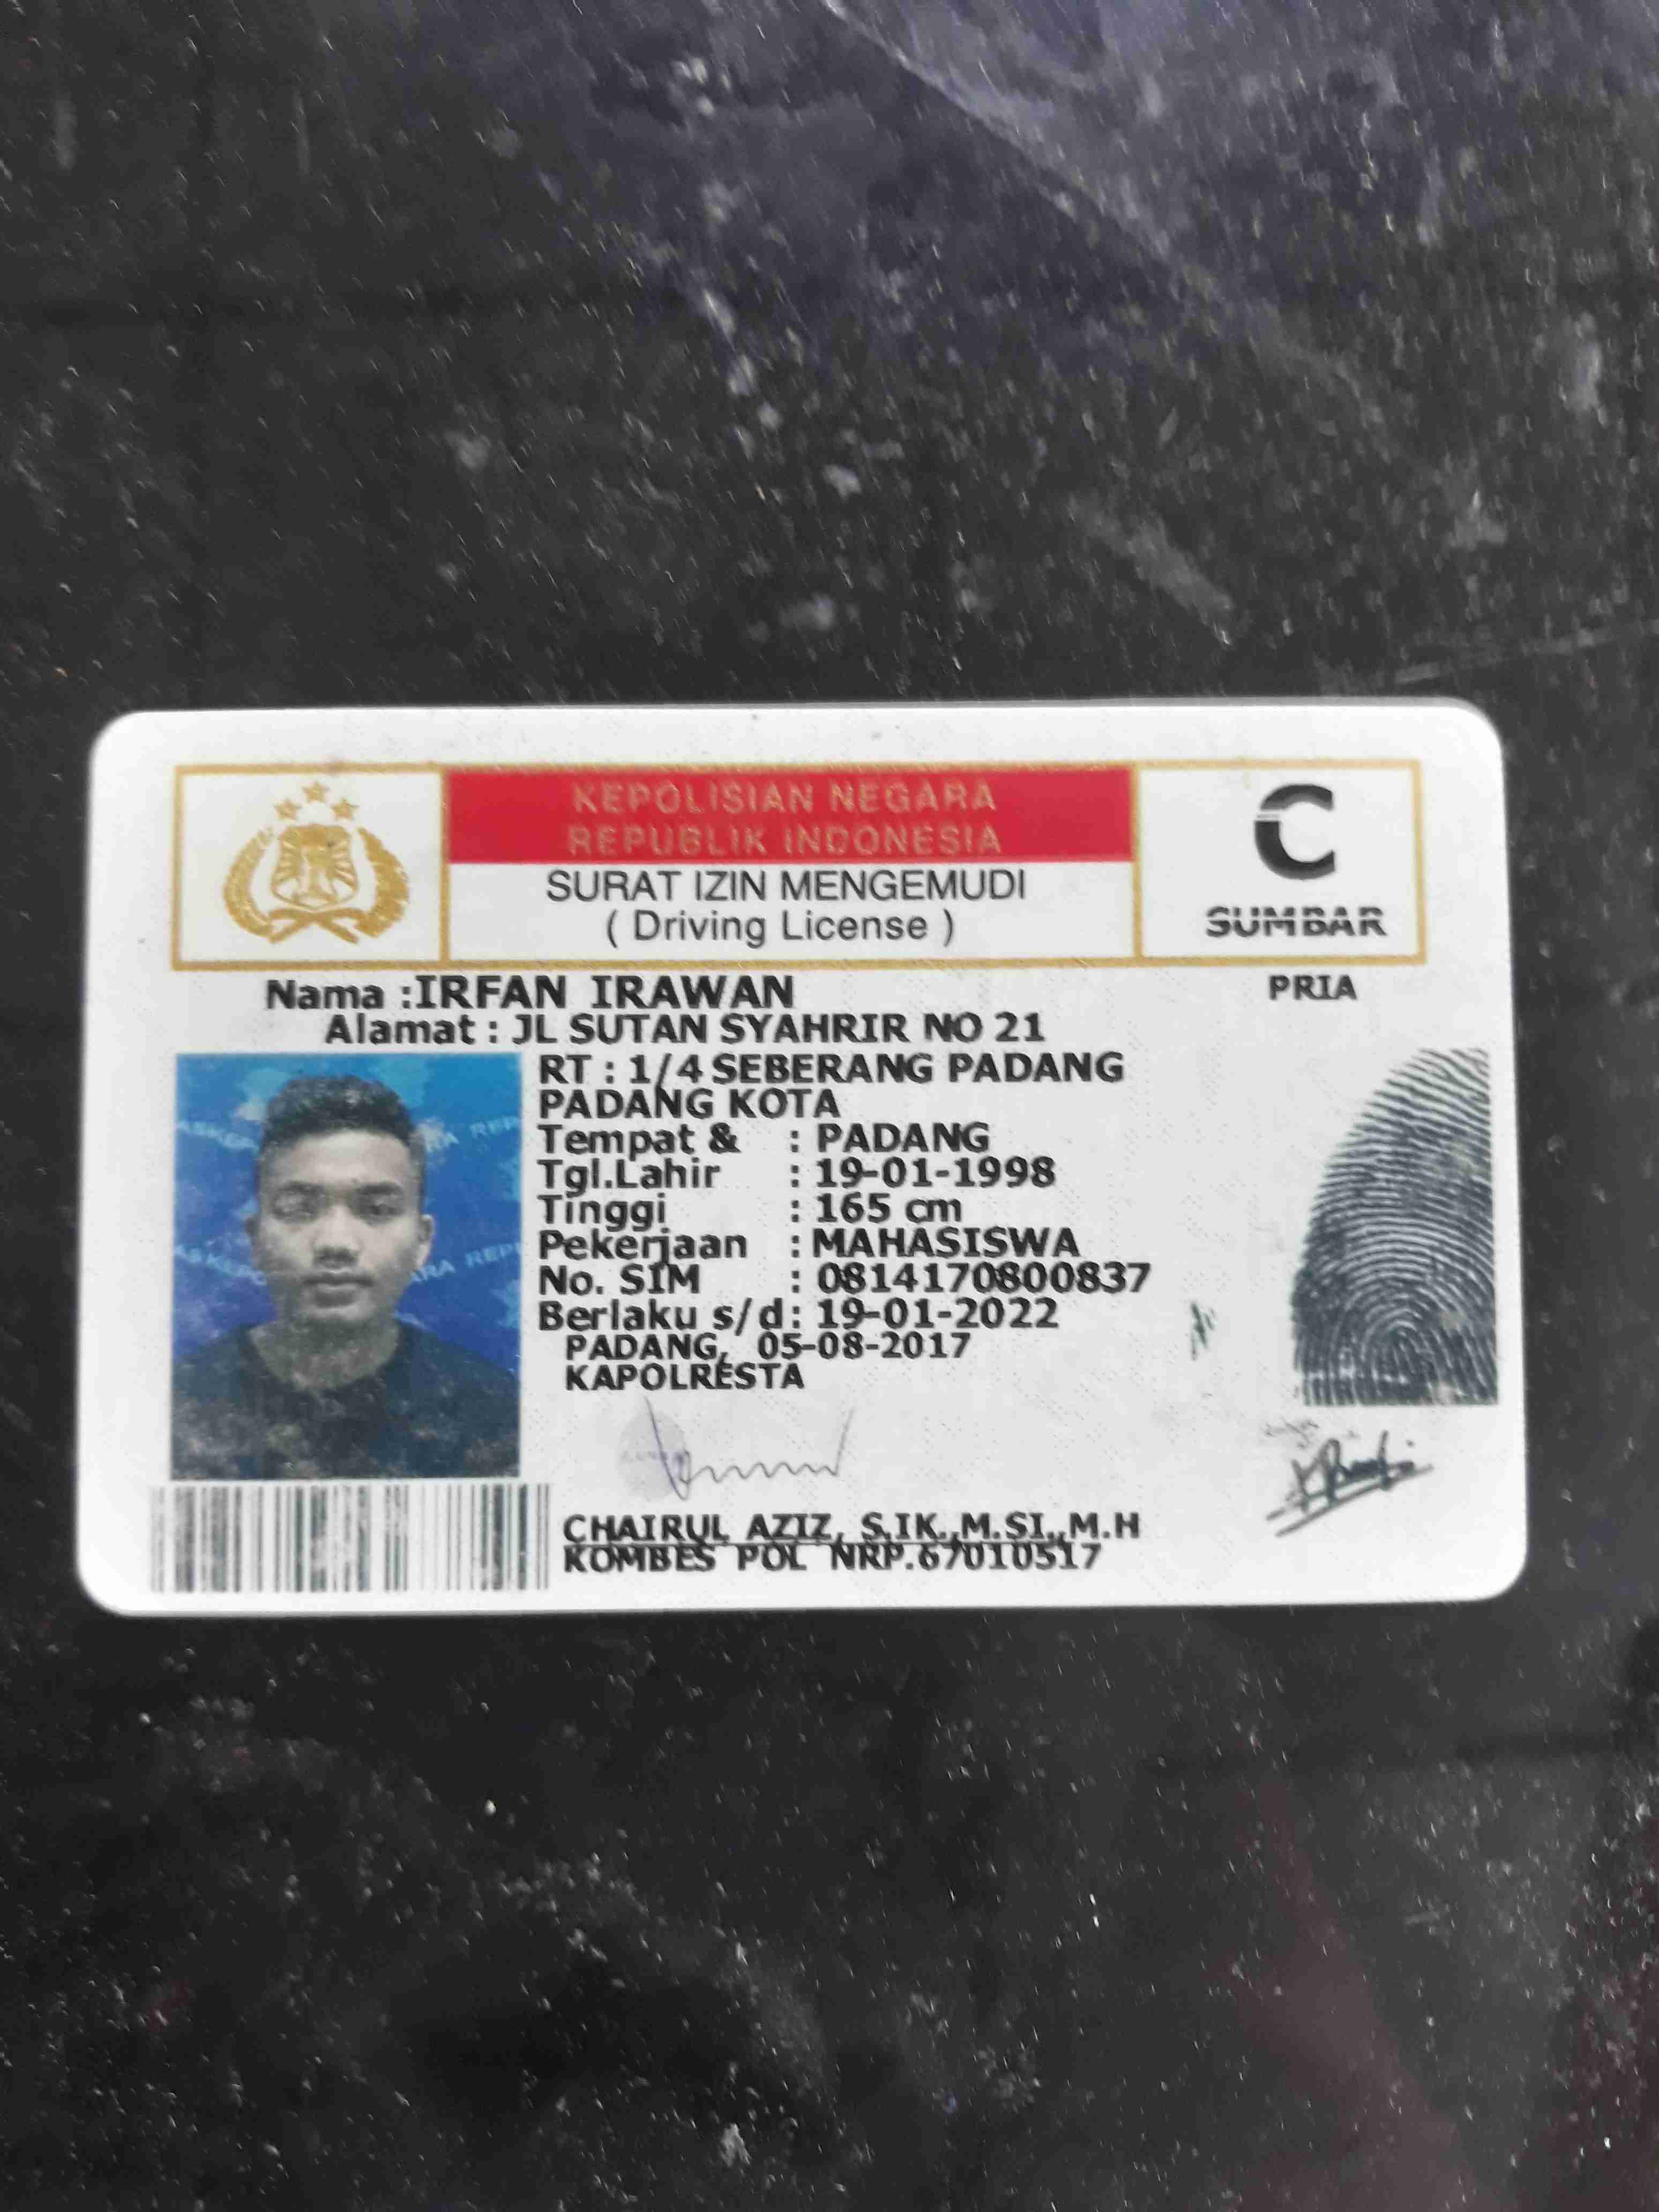 KEPOLISIAN NEGARA
REPUBLIK INDONESIA
SURAT IZIN MENGEMUDI
( Driving License )
C
SUMBAR
Nama :IRFAN IRAWAN
PRIA
Alamat : JL SUTAN SYAHRIR NO 21
RT : 1/4 SEBERANG PADANG
PADANG KOTA
Tempat & : PADANG
Tgl.Lahir : 19-01-1998
Tinggi : 165 cm
Pekerjaan : MAHASISWA
No. SIM : 0814170800837
Berlaku s/d: 19-01-2022
PADANG, 05-08-2017
KAPOLRESTA
CHAIRUL AZIZ, S.IK.,M.SI.,M.H
KOMBES POL NRP.67010517